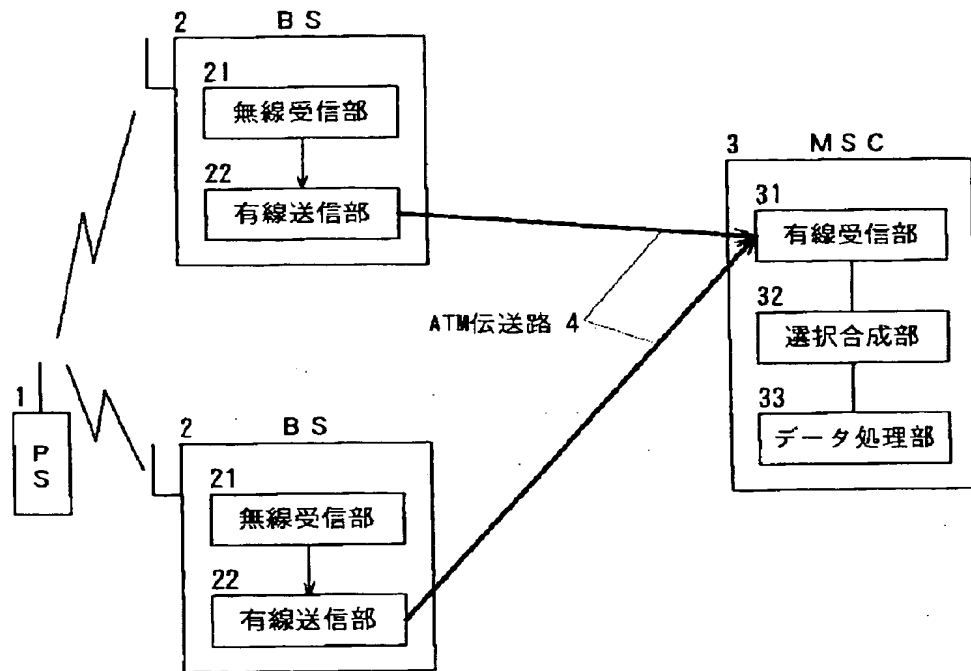 2 BS
21
無線受信部
22
有線送信部
3 MSC
31
有線受信部
32
選択合成部
33
データ処理部
ATM伝送路 4
1
PS
2 BS
21
無線受信部
22
有線送信部